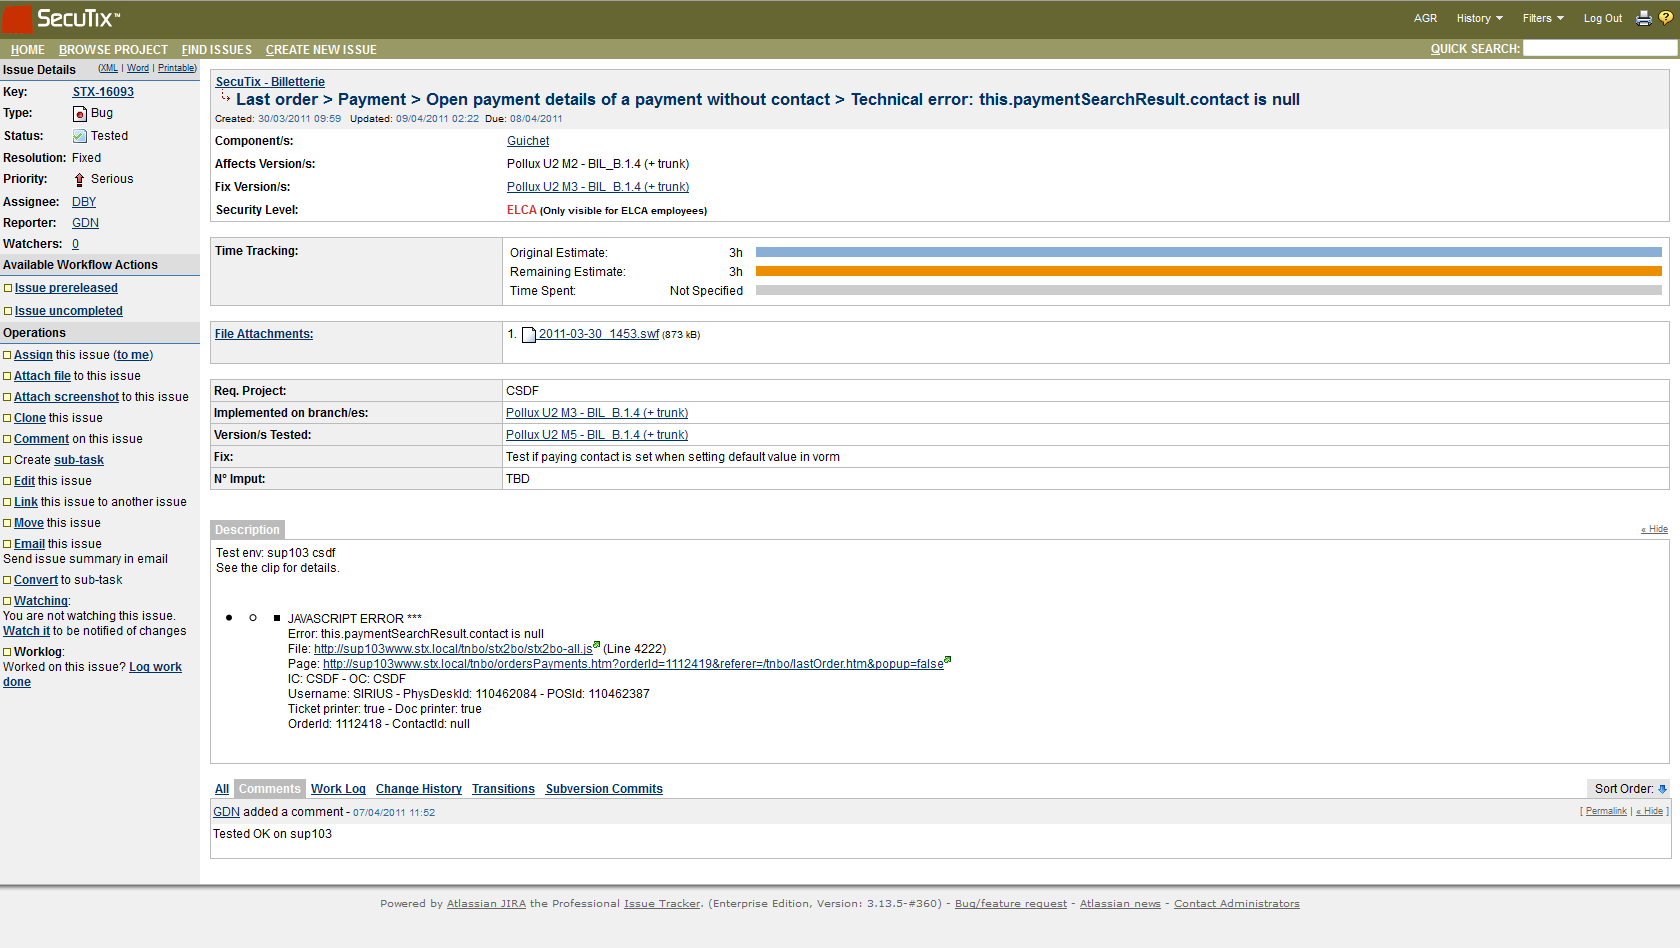 SecuTix™
AGR History Filters Log Out
HOME BROWSE PROJECT FIND ISSUES CREATE NEW ISSUE
QUICK SEARCH:
Issue Details (XML | Word | Printable)
Key: STX-16093
Type: Bug
Status: Tested
Resolution: Fixed
Priority: Serious
Assignee: DBY
Reporter: GDN
Watchers: 0
Available Workflow Actions
Issue prereleased
Issue uncompleted
Operations
Assign this issue (to me)
Attach file to this issue
Attach screenshot to this issue
Clone this issue
Comment on this issue
Create sub-task
Edit this issue
Link this issue to another issue
Move this issue
Email this issue
Send issue summary in email
Convert to sub-task
Watching:
You are not watching this issue.
Watch it to be notified of changes
Worklog:
Worked on this issue? Log work
done
SecuTix - Billetterie
Last order > Payment > Open payment details of a payment without contact > Technical error: this.paymentSearchResult.contact is null
Created: 30/03/2011 09:59 Updated: 09/04/2011 02:22 Due: 08/04/2011
Component/s: Guichet
Affects Version/s: Pollux U2 M2 - BIL_B.1.4 (+ trunk)
Fix Version/s: Pollux U2 M3 - BIL_B.1.4 (+ trunk)
Security Level: ELCA (Only visible for ELCA employees)
Time Tracking:
Original Estimate: 3h
Remaining Estimate: 3h
Time Spent: Not Specified
File Attachments: 1. 2011-03-30_1453.swf (873 kB)
Req. Project: CSDF
Implemented on branch/es: Pollux U2 M3 - BIL_B.1.4 (+ trunk)
Version/s Tested: Pollux U2 M5 - BIL_B.1.4 (+ trunk)
Fix: Test if paying contact is set when setting default value in vorm
N° Imput: TBD
Description « Hide
Test env: sup103 csdf
See the clip for details.
JAVASCRIPT ERROR ***
Error: this.paymentSearchResult.contact is null
File: http://sup103www.stx.local/tnbo/stx2bo/stx2bo-all.js (Line 4222)
Page: http://sup103www.stx.local/tnbo/ordersPayments.htm?orderId=1112419&referer=/tnbo/lastOrder.htm&popup=false
IC: CSDF - OC: CSDF
Username: SIRIUS - PhysDeskId: 110462084 - POSId: 110462387
Ticket printer: true - Doc printer: true
OrderId: 1112418 - ContactId: null
All Comments Work Log Change History Transitions Subversion Commits Sort Order:
GDN added a comment - 07/04/2011 11:52 [ Permalink | « Hide ]
Tested OK on sup103
Powered by Atlassian JIRA the Professional Issue Tracker. (Enterprise Edition, Version: 3.13.5-#360) - Bug/feature request - Atlassian news - Contact Administrators